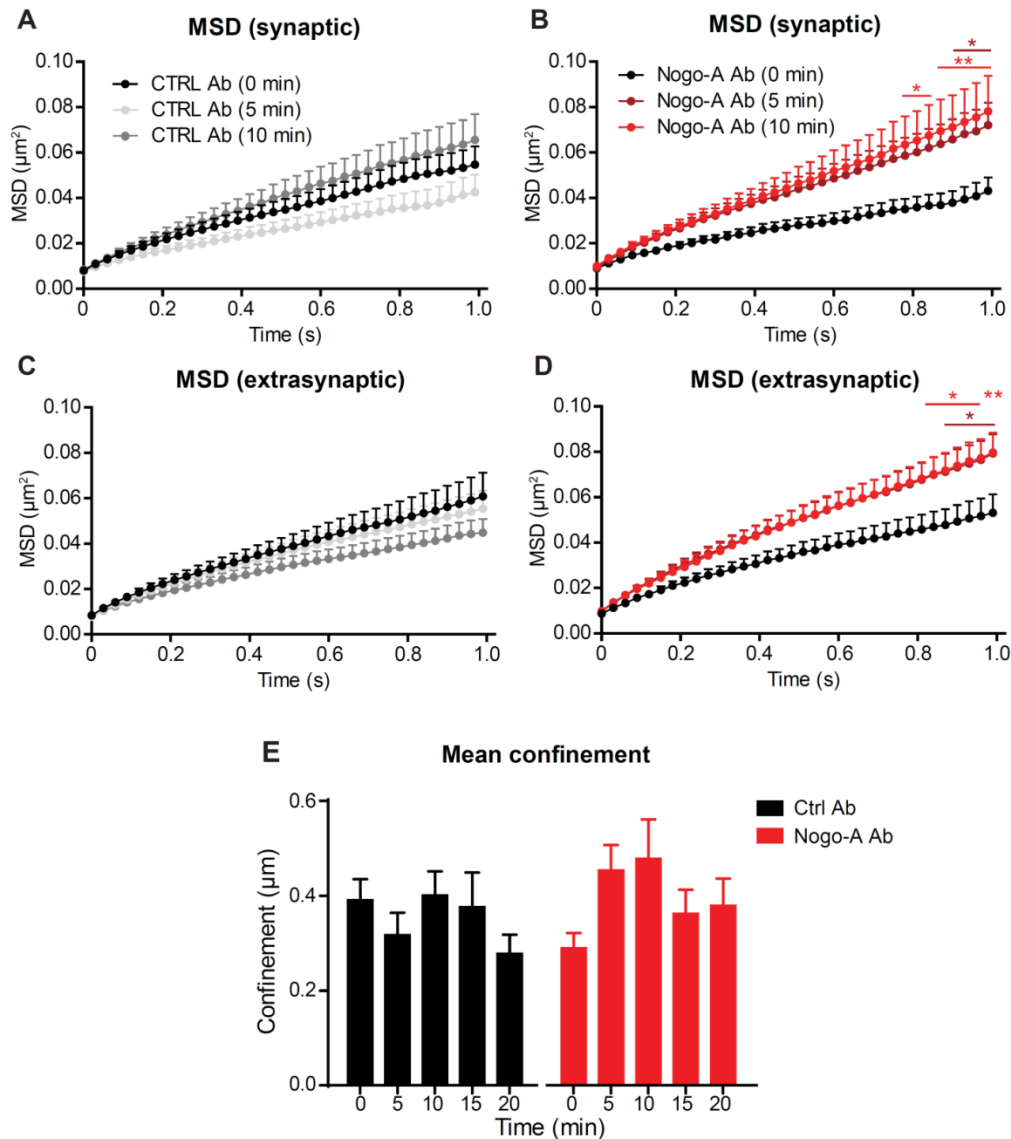 A
MSD (synaptic)
MSD (µm²)
0.10
0.08
0.06
0.04
0.02
0.00
CTRL Ab (0 min)
CTRL Ab (5 min)
CTRL Ab (10 min)
0 0.2 0.4 0.6 0.8 1.0
Time (s)
B
MSD (synaptic)
MSD (µm²)
0.10
0.08
0.06
0.04
0.02
0.00
Nogo-A Ab (0 min)
Nogo-A Ab (5 min)
Nogo-A Ab (10 min)
*
**
*
0 0.2 0.4 0.6 0.8 1.0
Time (s)
C
MSD (extrasynaptic)
MSD (µm²)
0.10
0.08
0.06
0.04
0.02
0.00
0 0.2 0.4 0.6 0.8 1.0
Time (s)
D
MSD (extrasynaptic)
MSD (µm²)
0.10
0.08
0.06
0.04
0.02
0.00
* **
*
0 0.2 0.4 0.6 0.8 1.0
Time (s)
E
Mean confinement
Confinement (µm)
0.6
0.4
0.2
0.0
Ctrl Ab
Nogo-A Ab
0 5 10 15 20 0 5 10 15 20
Time (min)